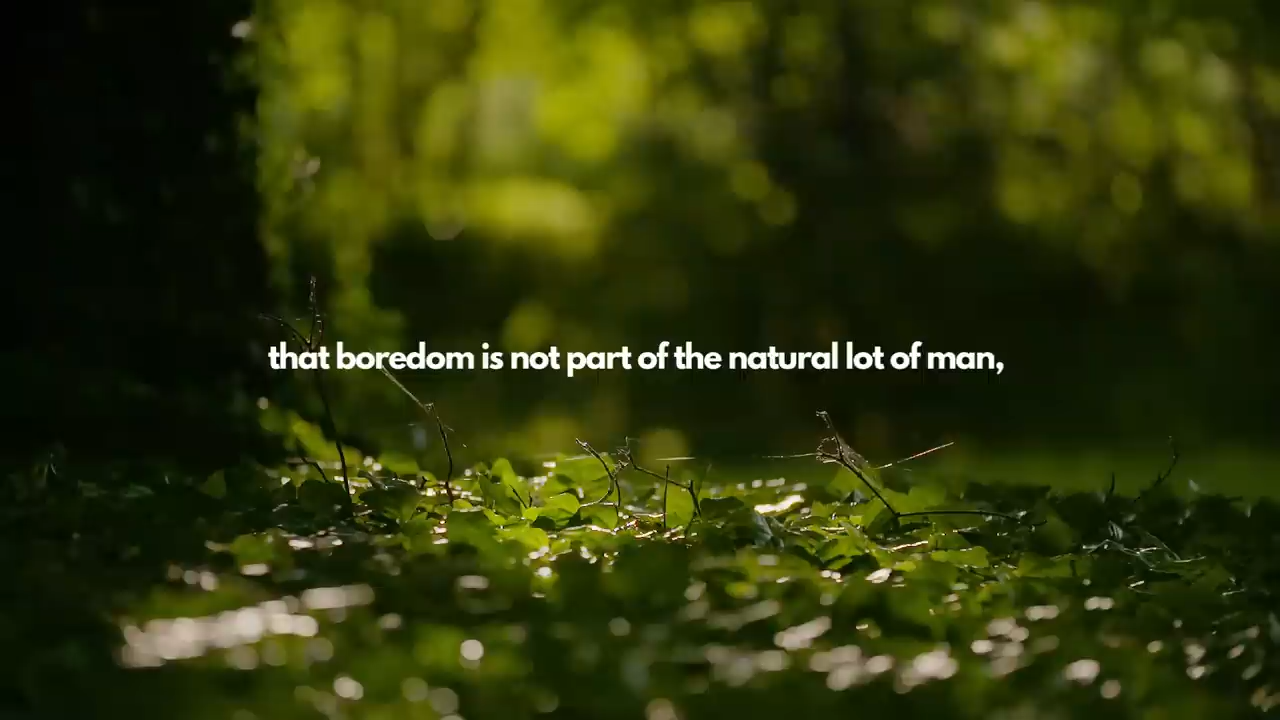 that boredom is not part of the natural lot of man,